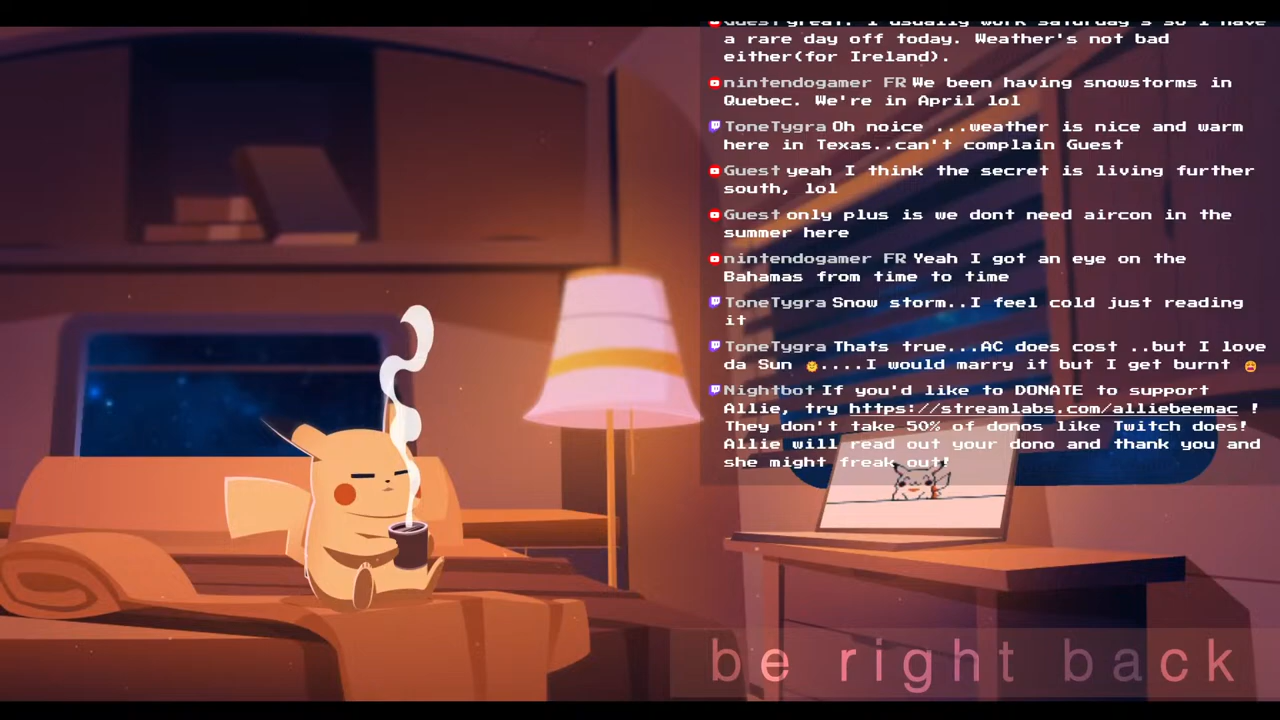 Guest great. I usually work saturday's so I have
a rare day off today. Weather's not bad
either(for Ireland).
nintendogamer FR We been having snowstorms in
Quebec. We're in April lol
ToneTygra Oh noice ...weather is nice and warm
here in Texas..can't complain Guest
Guest yeah I think the secret is living further
south, lol
Guest only plus is we dont need aircon in the
summer here
nintendogamer FR Yeah I got an eye on the
Bahamas from time to time
ToneTygra Snow storm..I feel cold just reading
it
ToneTygra Thats true...AC does cost ..but I love
da Sun 🌞....I would marry it but I get burnt 😩
Nightbot If you'd like to DONATE to support
Allie, try https://streamlabs.com/alliebeemac !
They don't take 50% of donos like Twitch does!
Allie will read out your dono and thank you and
she might freak out!
be right back